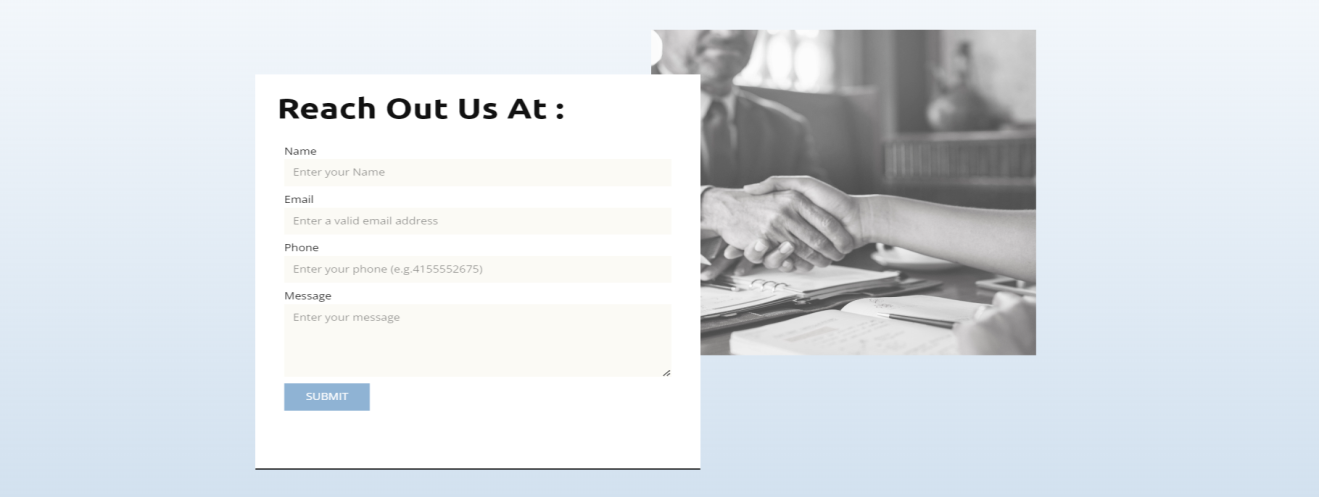 Reach Out Us At :
Name
Enter your Name
Email
Enter a valid email address
Phone
Enter your phone (e.g.4155552675)
Message
Enter your message
SUBMIT